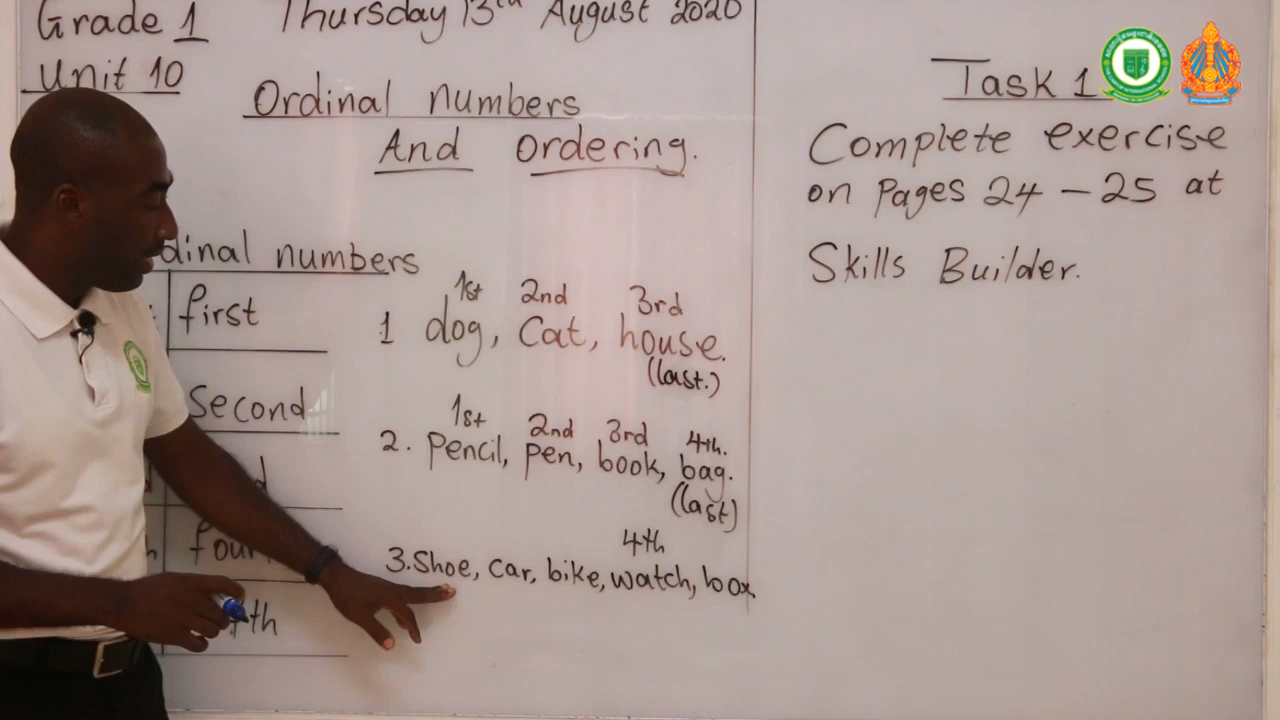 Grade 1
Thursday 13th August 2020
Unit 10
Ordinal numbers
And Ordering.
dinal numbers
first
second
fou
th
1st 2nd 3rd
1 dog, Cat, house.
(last.)
1st 2nd 3rd 4th.
2. Pencil, pen, book, bag.
(last)
4th
3. Shoe, car, bike, watch, box
Task 1
Complete exercise
on Pages 24 - 25 at
Skills Builder.